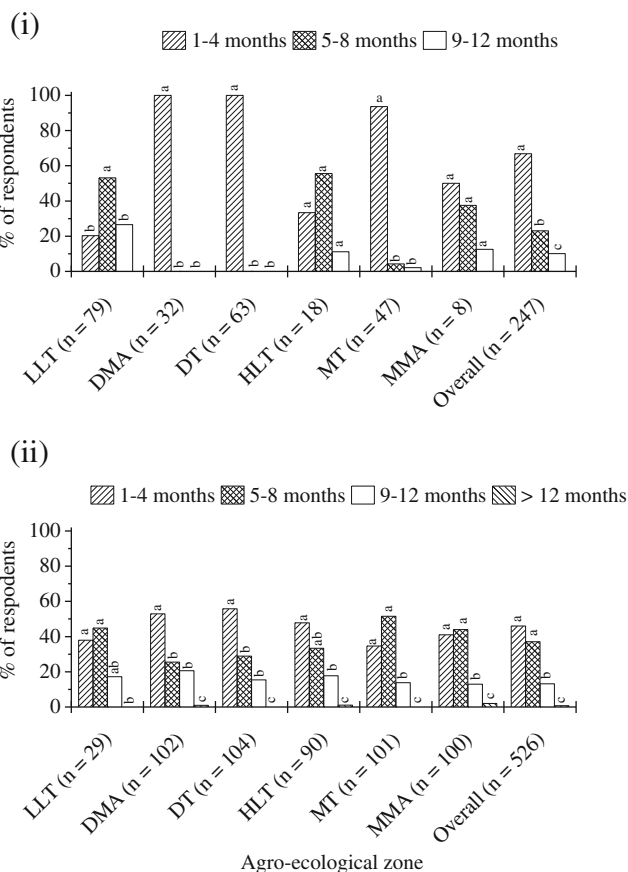 (i)
1-4 months 5-8 months 9-12 months
% of respondents
100
80
60
40
20
0
b a b
a b b
a b b
a a a
a b b
a a a
a b c
LLT (n = 79)
DMA (n = 32)
DT (n = 63)
HLT (n = 18)
MT (n = 47)
MMA (n = 8)
Overall (n = 247)
(ii)
1-4 months 5-8 months 9-12 months > 12 months
% of respodents
100
80
60
40
20
0
a a ab b
a b b c
a b b c
a ab b c
a a b c
a a b c
a a b c
LLT (n = 29)
DMA (n = 102)
DT (n = 104)
HLT (n = 90)
MT (n = 101)
MMA (n = 100)
Overall (n = 526)
Agro-ecological zone